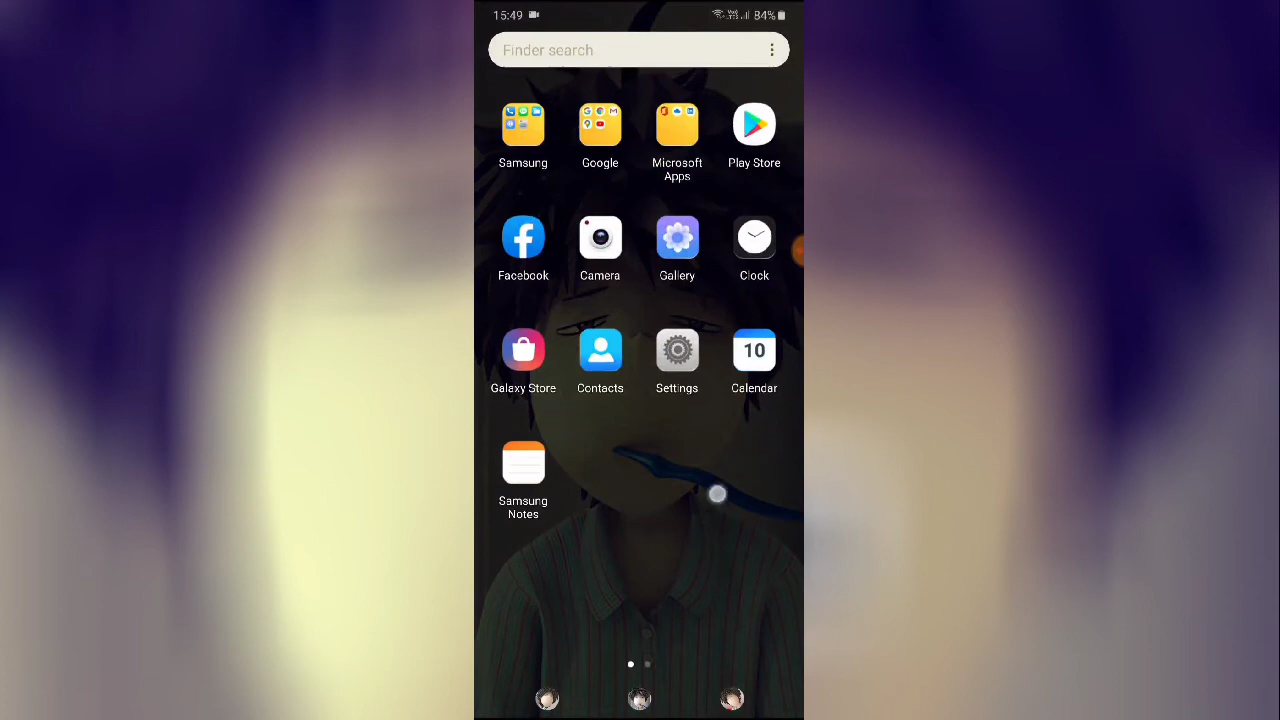 15:49
84%
Finder search
Samsung
Google
Microsoft Apps
Play Store
Facebook
Camera
Gallery
Clock
Galaxy Store
Contacts
Settings
10
Calendar
Samsung Notes